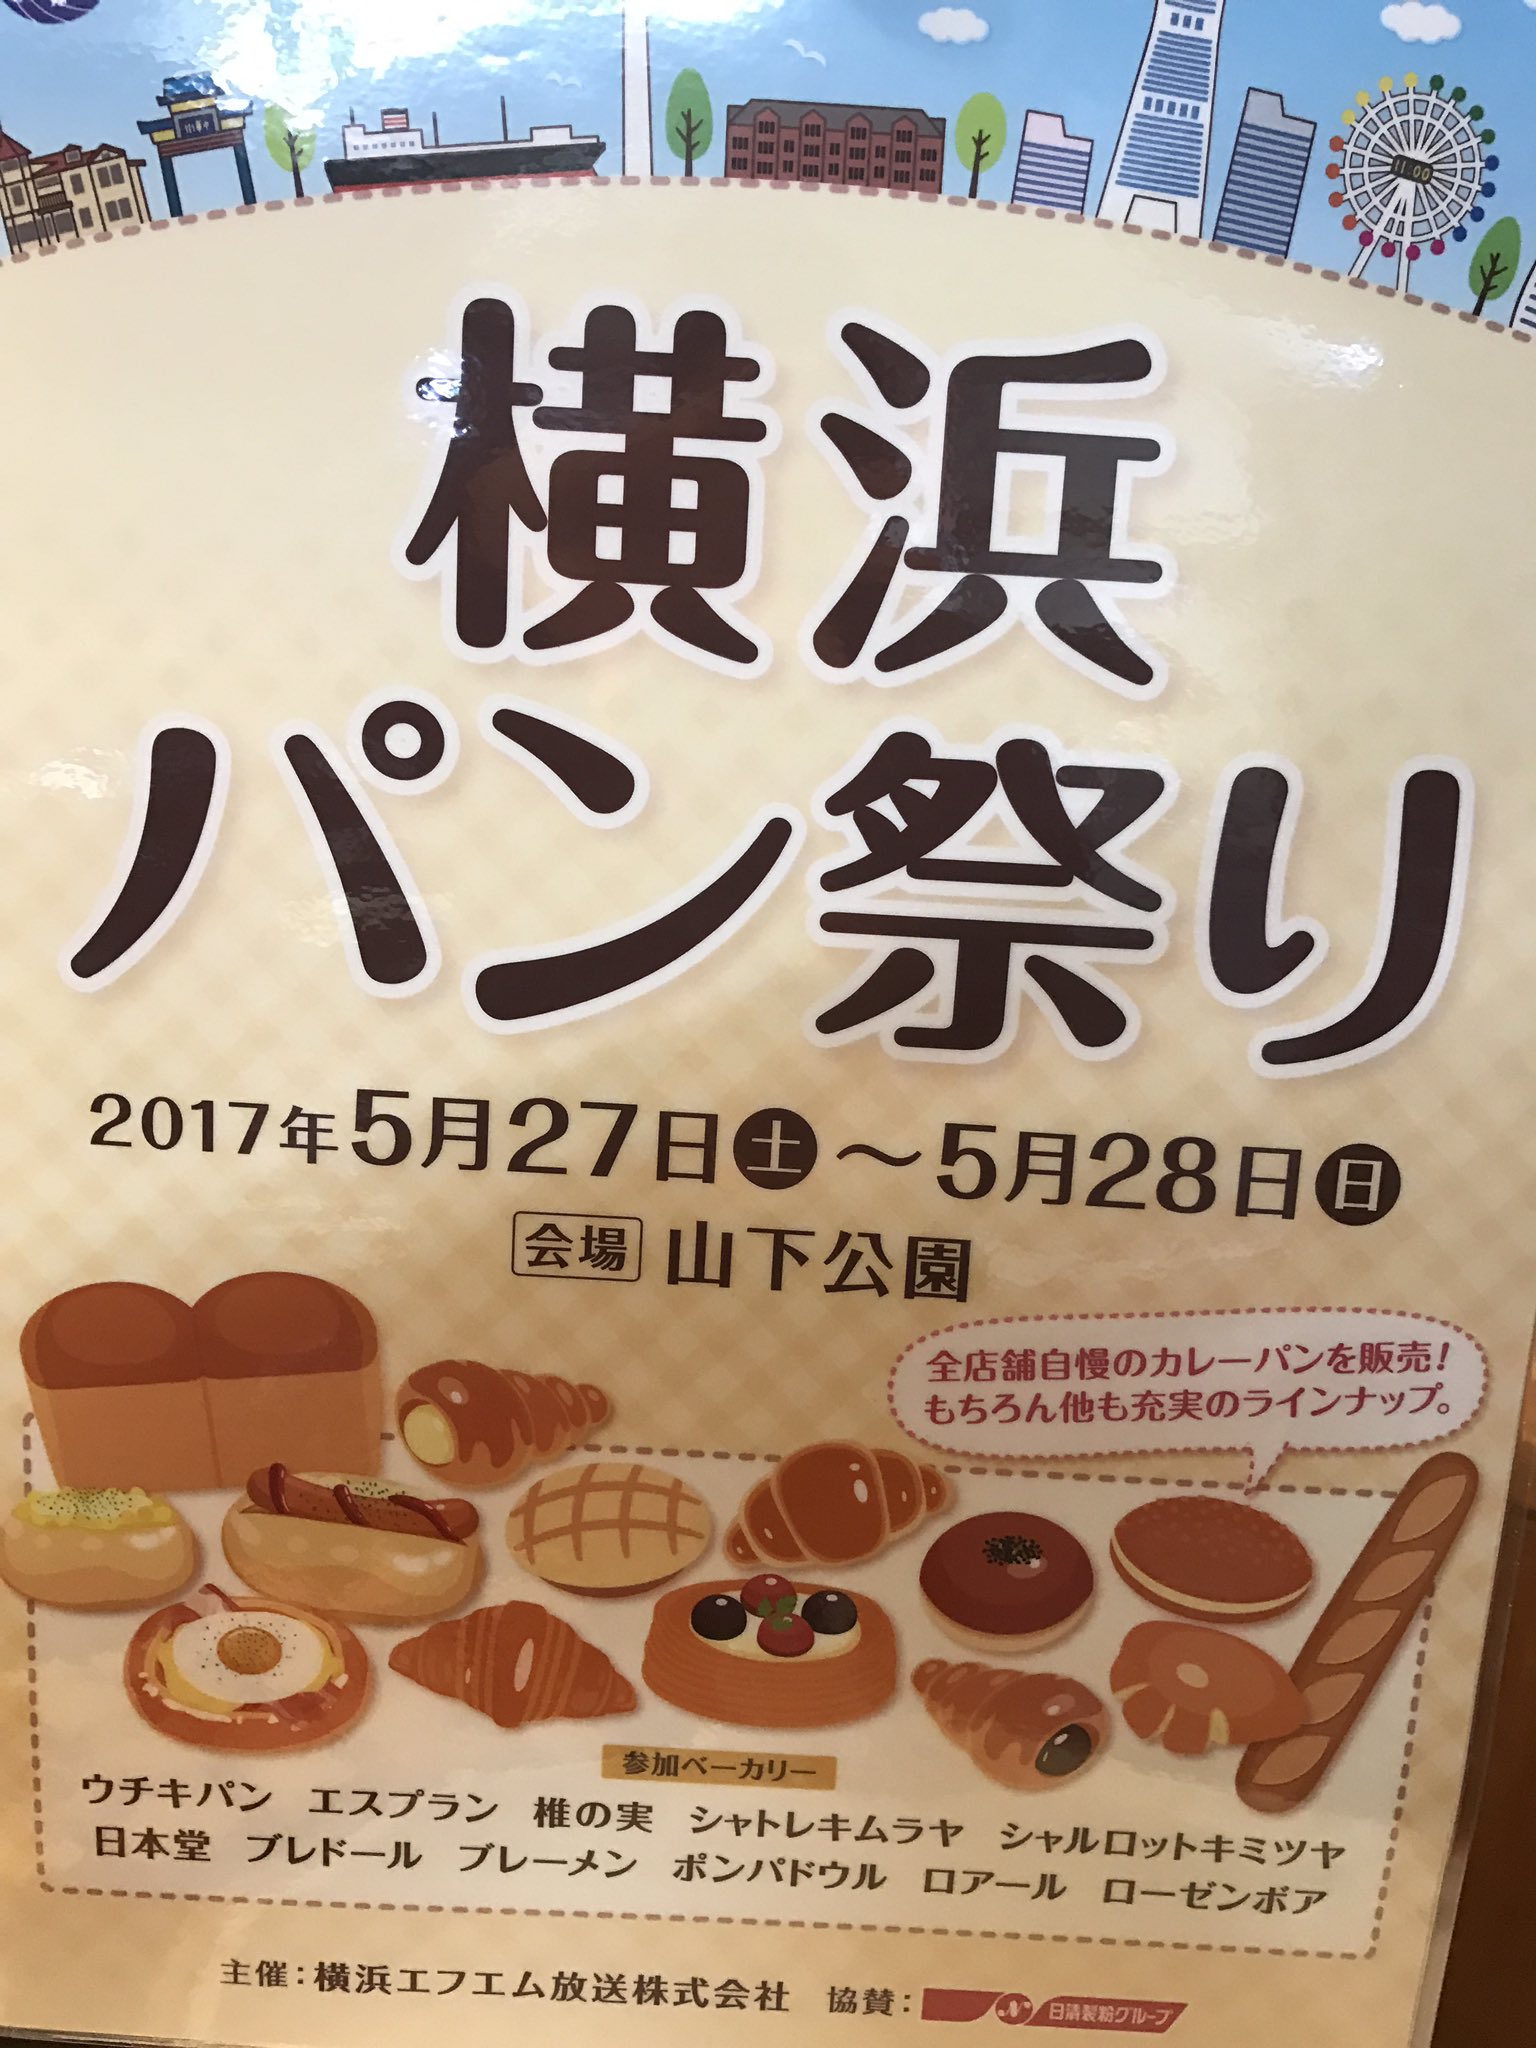 中華街
11:00
横浜
パン祭り
2017年5月27日土～5月28日日
会場 山下公園
全店舗自慢のカレーパンを販売！
もちろん他も充実のラインナップ。
参加ベーカリー
ウチキパン エスプラン 椎の実 シャトレキムラヤ シャルロットキミツヤ
日本堂 ブレドール ブレーメン ポンパドウル ロアール ローゼンボア
主催：横浜エフエム放送株式会社 協賛： N 日清製粉グループ